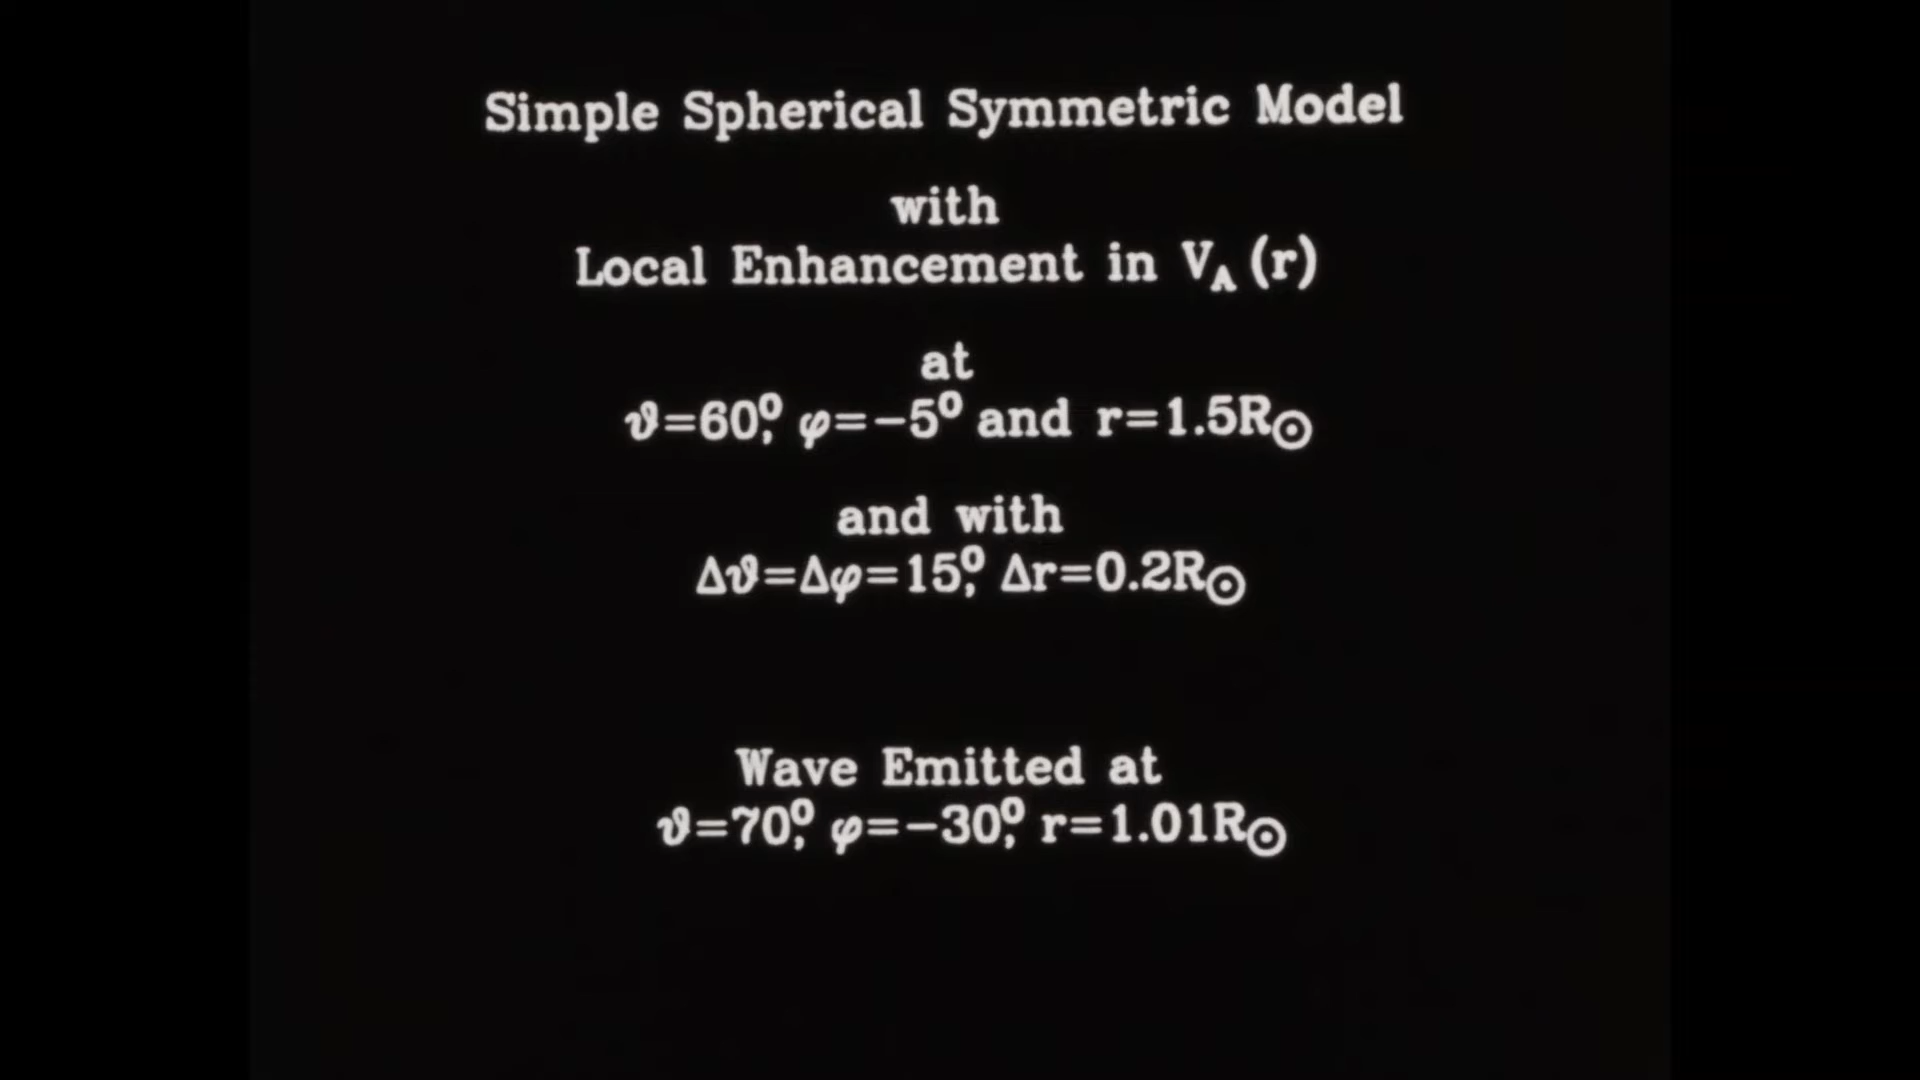 Simple Spherical Symmetric Model
with
Local Enhancement in V_A (r)
at
ϑ=60°, φ=−5° and r=1.5R☉
and with
Δϑ=Δφ=15°, Δr=0.2R☉
Wave Emitted at
ϑ=70°, φ=−30°, r=1.01R☉